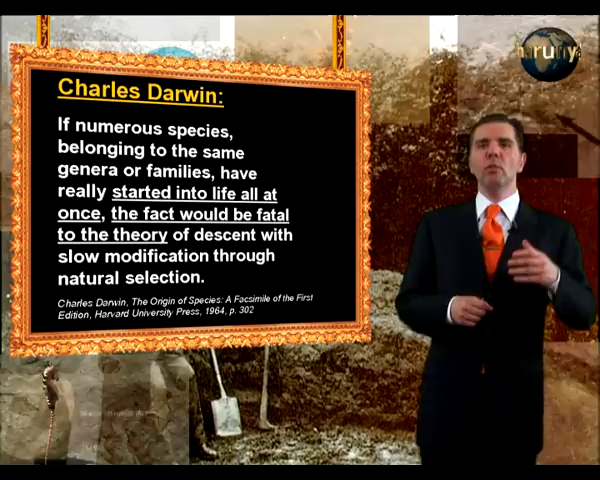 Charles Darwin:
If numerous species,
belonging to the same
genera or families, have
really started into life all at
once, the fact would be fatal
to the theory of descent with
slow modification through
natural selection.
Charles Darwin, The Origin of Species: A Facsimile of the First
Edition, Harvard University Press, 1964, p. 302